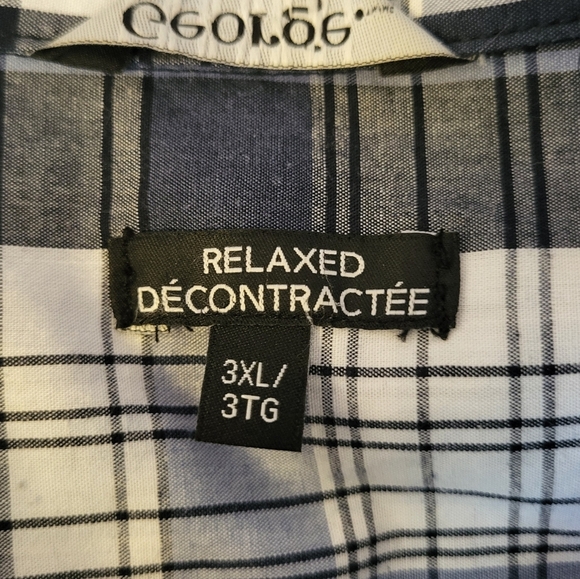 George
RELAXED
DÉCONTRACTÉE
3XL/
3TG